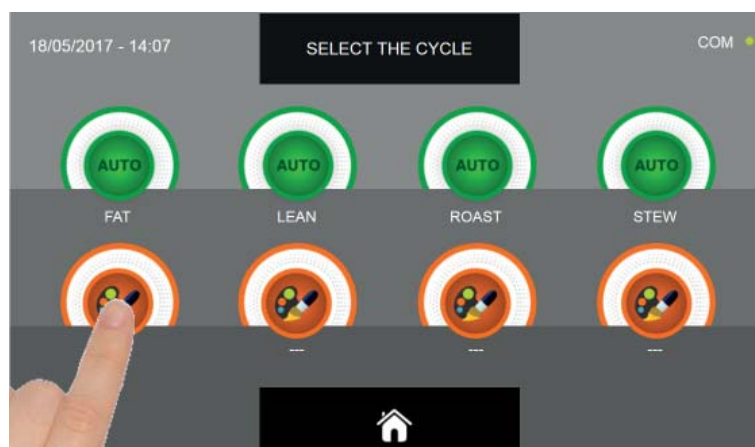 18/05/2017 - 14:07
SELECT THE CYCLE
COM
AUTO AUTO AUTO AUTO
FAT LEAN ROAST STEW
--- --- ---